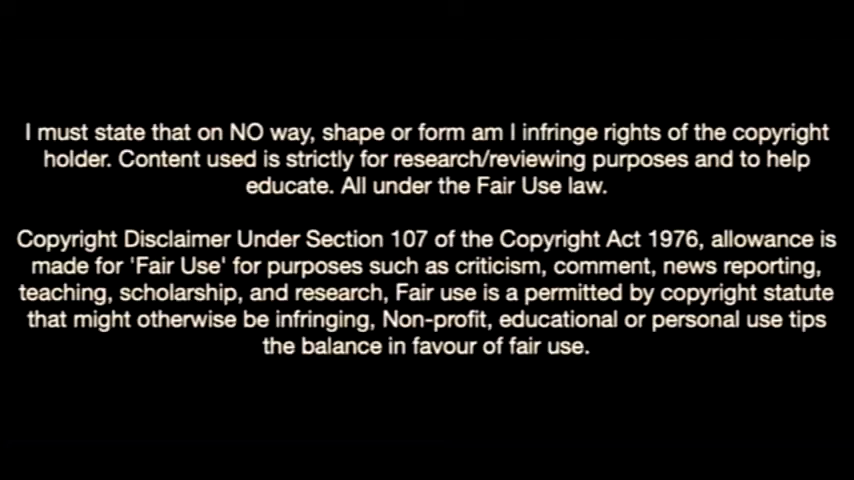 I must state that on NO way, shape or form am I infringe rights of the copyright
holder. Content used is strictly for research/reviewing purposes and to help
educate. All under the Fair Use law.
Copyright Disclaimer Under Section 107 of the Copyright Act 1976, allowance is
made for 'Fair Use' for purposes such as criticism, comment, news reporting,
teaching, scholarship, and research, Fair use is a permitted by copyright statute
that might otherwise be infringing, Non-profit, educational or personal use tips
the balance in favour of fair use.